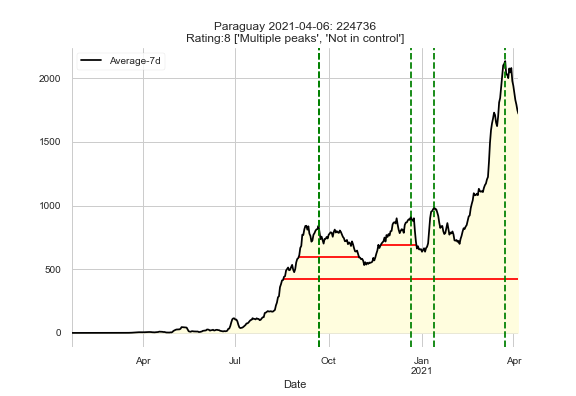 Paraguay 2021-04-06: 224736
Rating:8 ['Multiple peaks', 'Not in control']
Average-7d
2000
1500
1000
500
0
Apr
Jul
Oct
Jan
2021
Apr
Date